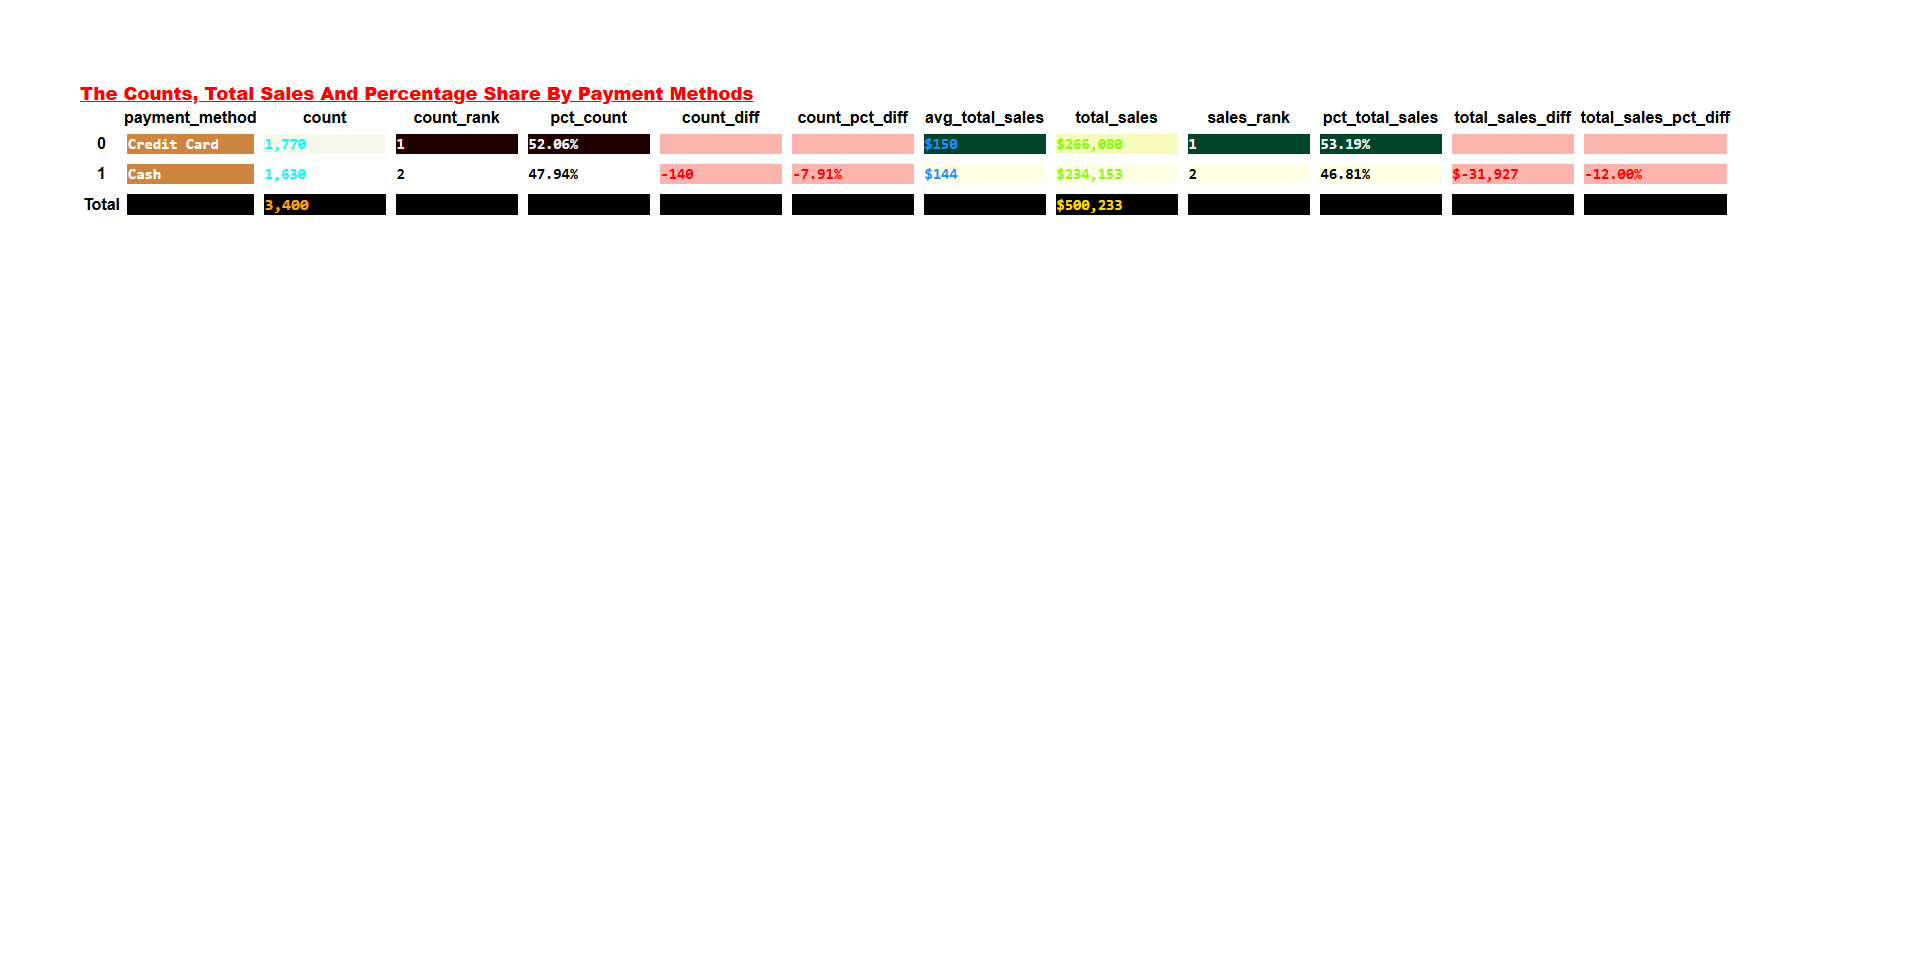 The Counts, Total Sales And Percentage Share By Payment Methods
payment_method count count_rank pct_count count_diff count_pct_diff avg_total_sales total_sales sales_rank pct_total_sales total_sales_diff total_sales_pct_diff
0 Credit Card 1,770 1 52.06% $150 $266,080 1 53.19%
1 Cash 1,630 2 47.94% -140 -7.91% $144 $234,153 2 46.81% $-31,927 -12.00%
Total 3,400 $500,233